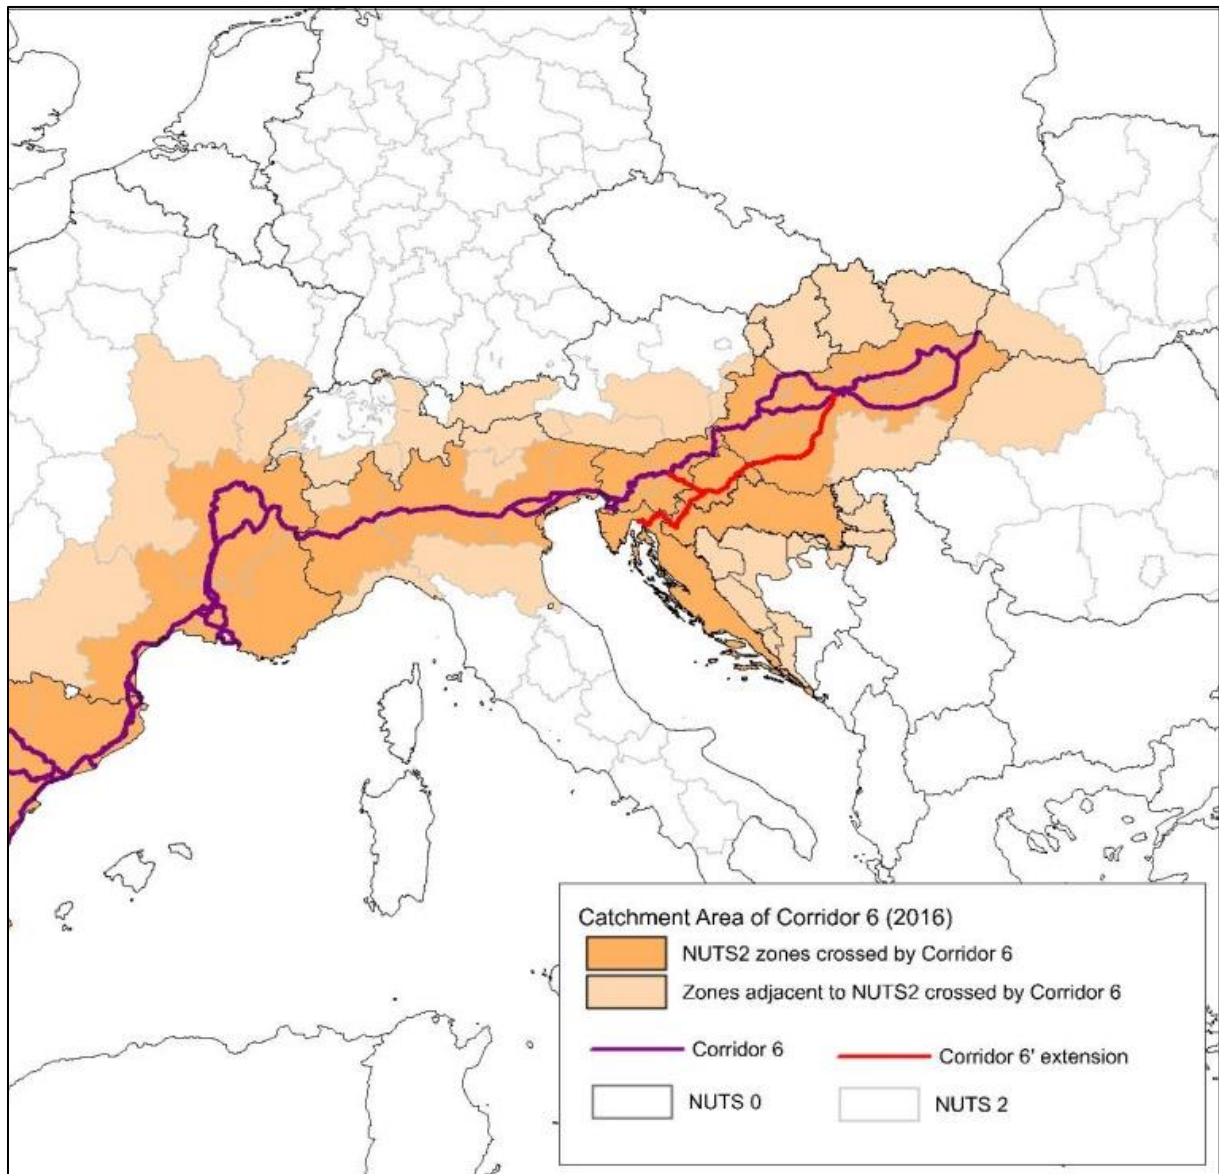 Catchment Area of Corridor 6 (2016)
NUTS2 zones crossed by Corridor 6
Zones adjacent to NUTS2 crossed by Corridor 6
Corridor 6
Corridor 6' extension
NUTS 0
NUTS 2